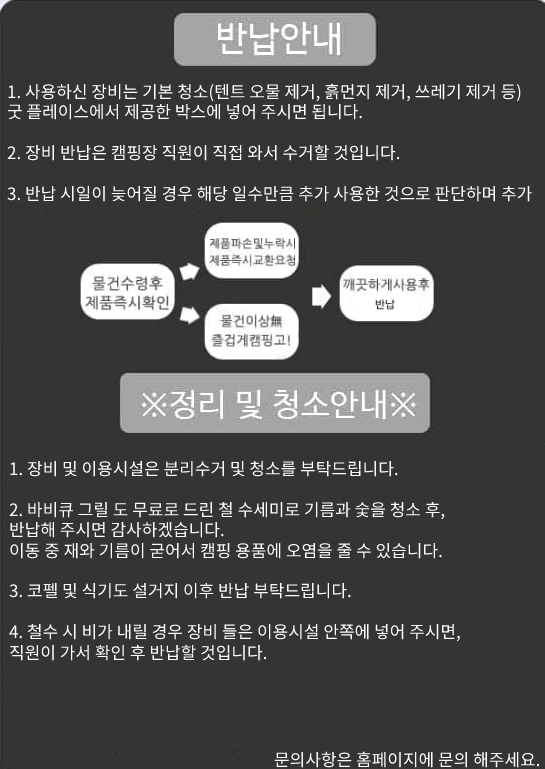 반납안내
1. 사용하신 장비는 기본 청소(텐트 오물 제거, 흙먼지 제거, 쓰레기 제거 등)
굿 플레이스에서 제공한 박스에 넣어 주시면 됩니다.
2. 장비 반납은 캠핑장 직원이 직접 와서 수거할 것입니다.
3. 반납 시일이 늦어질 경우 해당 일수만큼 추가 사용한 것으로 판단하며 추가
물건수령후
제품즉시확인
제품파손및누락시
제품즉시교환요청
물건이상無
즐겁게캠핑고!
깨끗하게사용후
반납
※정리 및 청소안내※
1. 장비 및 이용시설은 분리수거 및 청소를 부탁드립니다.
2. 바비큐 그릴 도 무료로 드린 철 수세미로 기름과 숯을 청소 후,
반납해 주시면 감사하겠습니다.
이동 중 재와 기름이 굳어서 캠핑 용품에 오염을 줄 수 있습니다.
3. 코펠 및 식기도 설거지 이후 반납 부탁드립니다.
4. 철수 시 비가 내릴 경우 장비 들은 이용시설 안쪽에 넣어 주시면,
직원이 가서 확인 후 반납할 것입니다.
문의사항은 홈페이지에 문의 해주세요.